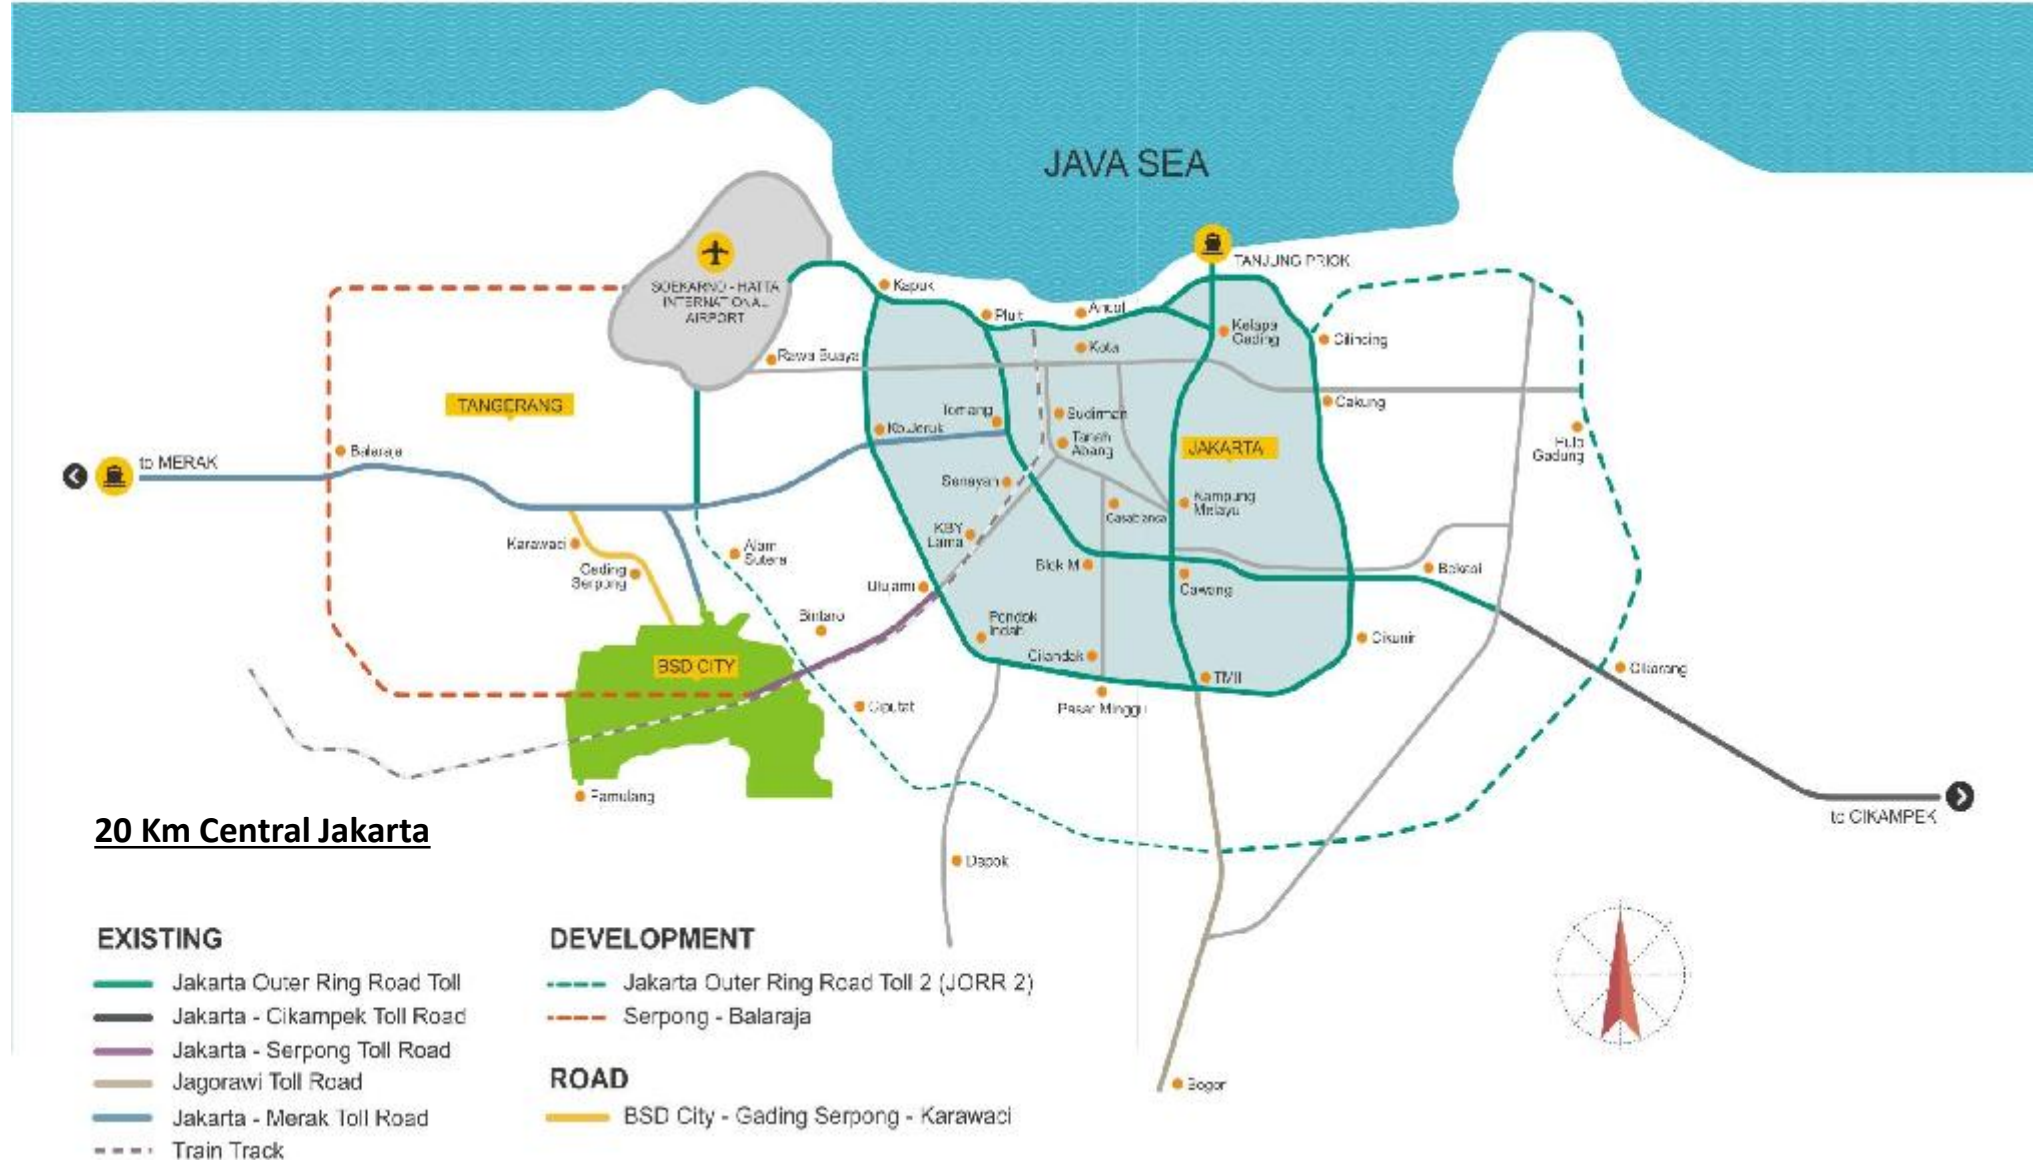 JAVA SEA
TANJUNG PRIOK
SOEKARNO - HATTA
INTERNATIONAL
AIRPORT
Kapuk
Pluit
Ancol
Kelapa
Gading
Cilincing
Rawa Buaya
Kota
TANGERANG
Tomang
Sudirman
Cakung
Kb.Jeruk
Tanah
Abang
JAKARTA
Pulo
Gadung
Balaraja
to MERAK
Senayan
Kampung
Melayu
Casablanca
KBY
Lama
Karawaci
Alam
Sutera
Gading
Serpong
Blok M
Bekasi
Ulujami
Cawang
Bintaro
Pondok
Indah
Cikunir
BSD CITY
Cilandak
TMII
Cikarang
Ciputat
Pasar Minggu
Pamulang
to CIKAMPEK
20 Km Central Jakarta
Depok
Bogor
EXISTING
Jakarta Outer Ring Road Toll
Jakarta - Cikampek Toll Road
Jakarta - Serpong Toll Road
Jagorawi Toll Road
Jakarta - Merak Toll Road
Train Track
DEVELOPMENT
Jakarta Outer Ring Road Toll 2 (JORR 2)
Serpong - Balaraja
ROAD
BSD City - Gading Serpong - Karawaci